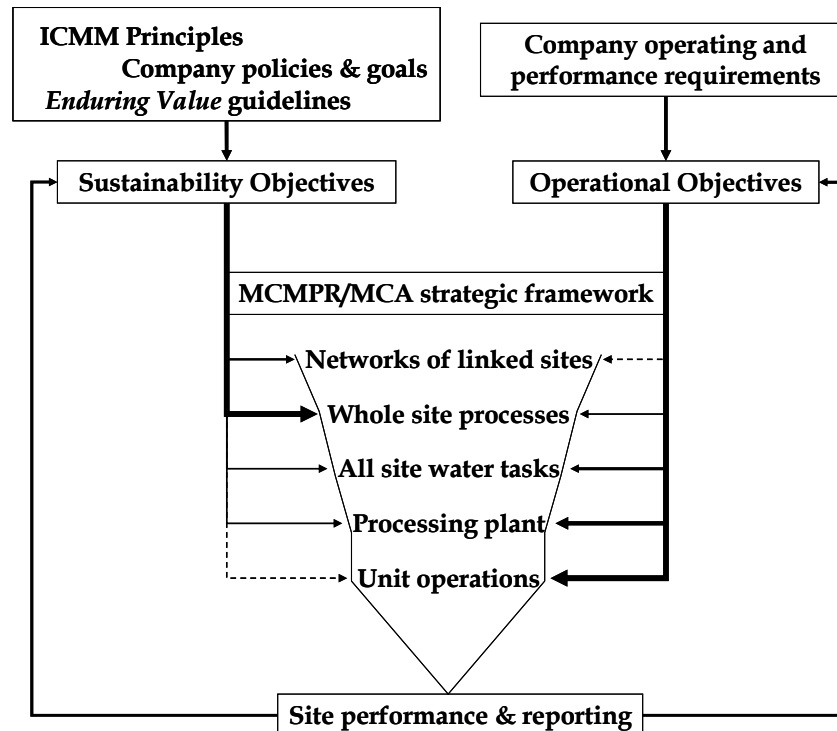 ICMM Principles
Company policies & goals
Enduring Value guidelines
Company operating and
performance requirements
Sustainability Objectives
Operational Objectives
MCMPR/MCA strategic framework
Networks of linked sites
Whole site processes
All site water tasks
Processing plant
Unit operations
Site performance & reporting